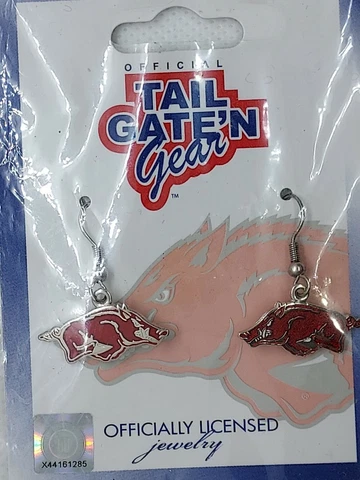 OFFICIAL
TAIL
GATE'N
Gear
TM
OFFICIALLY LICENSED
jewelry
X44161285